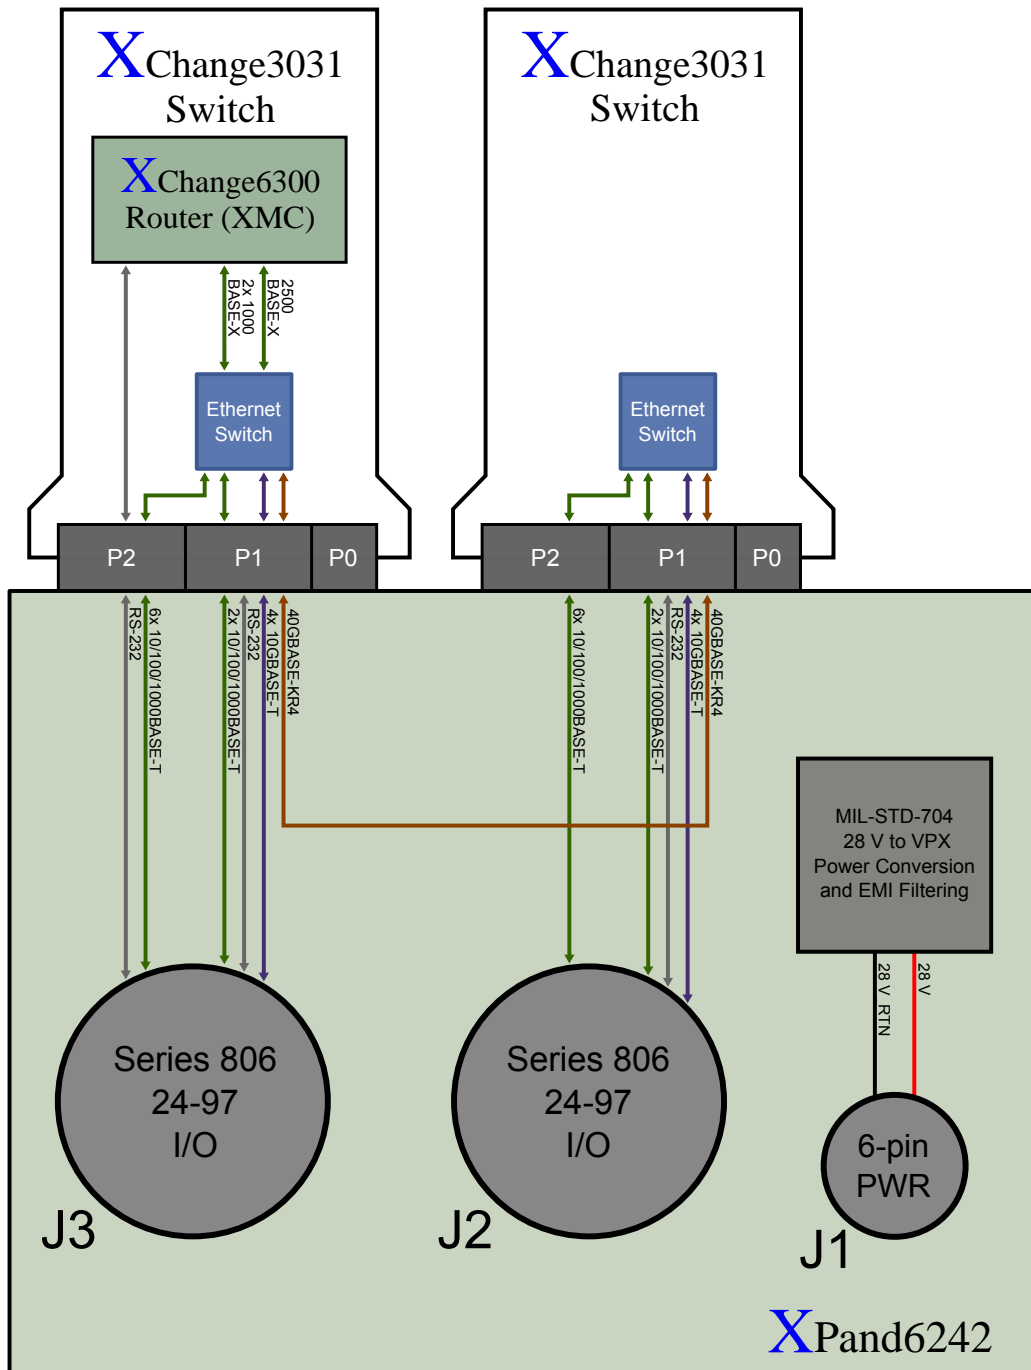 XChange3031
Switch
XChange6300
Router (XMC)
2500
BASE-X
2x 1000
BASE-X
Ethernet
Switch
P2
P1
P0
XChange3031
Switch
Ethernet
Switch
P2
P1
P0
RS-232
6x 10/100/1000BASE-T
2x 10/100/1000BASE-T
RS-232
4x 10GBASE-T
40GBASE-KR4
6x 10/100/1000BASE-T
2x 10/100/1000BASE-T
RS-232
4x 10GBASE-T
40GBASE-KR4
MIL-STD-704
28 V to VPX
Power Conversion
and EMI Filtering
28 V RTN
28 V
Series 806
24-97
I/O
J3
Series 806
24-97
I/O
J2
6-pin
PWR
J1
XPand6242